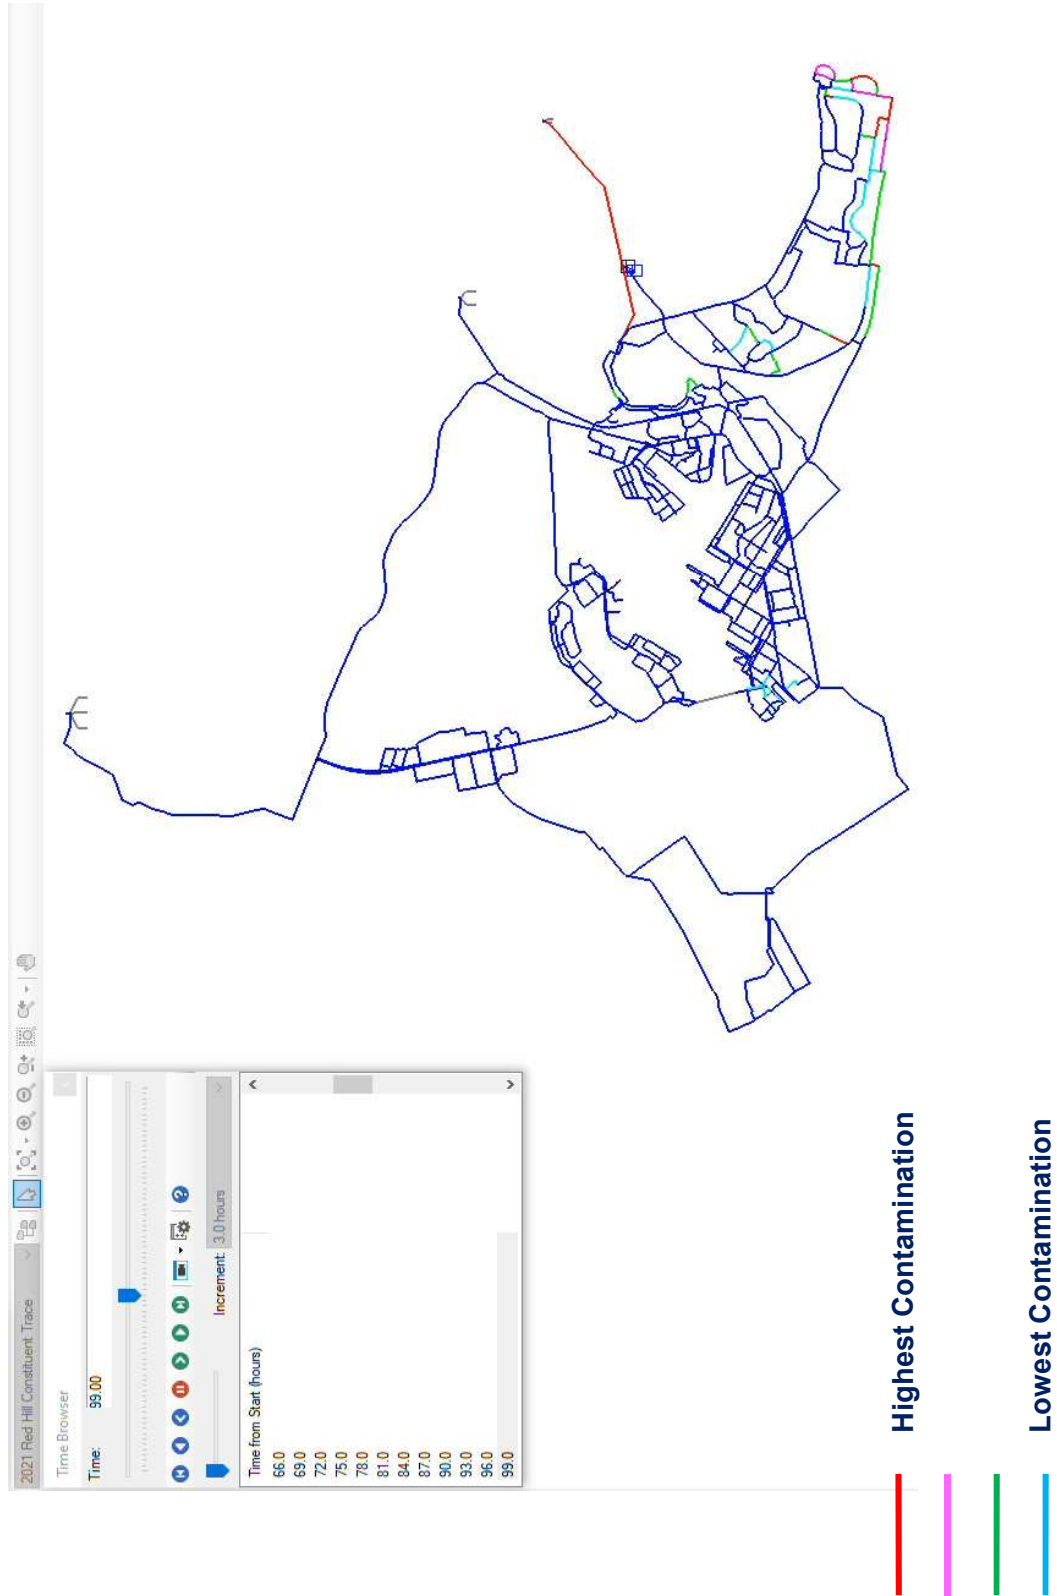 2021 Red Hill Constituent Trace
Time Browser
Time: 99.00
Increment: 3.0 hours
Time from Start (hours)
66.0
69.0
72.0
75.0
78.0
81.0
84.0
87.0
90.0
93.0
96.0
99.0
Highest Contamination
Lowest Contamination